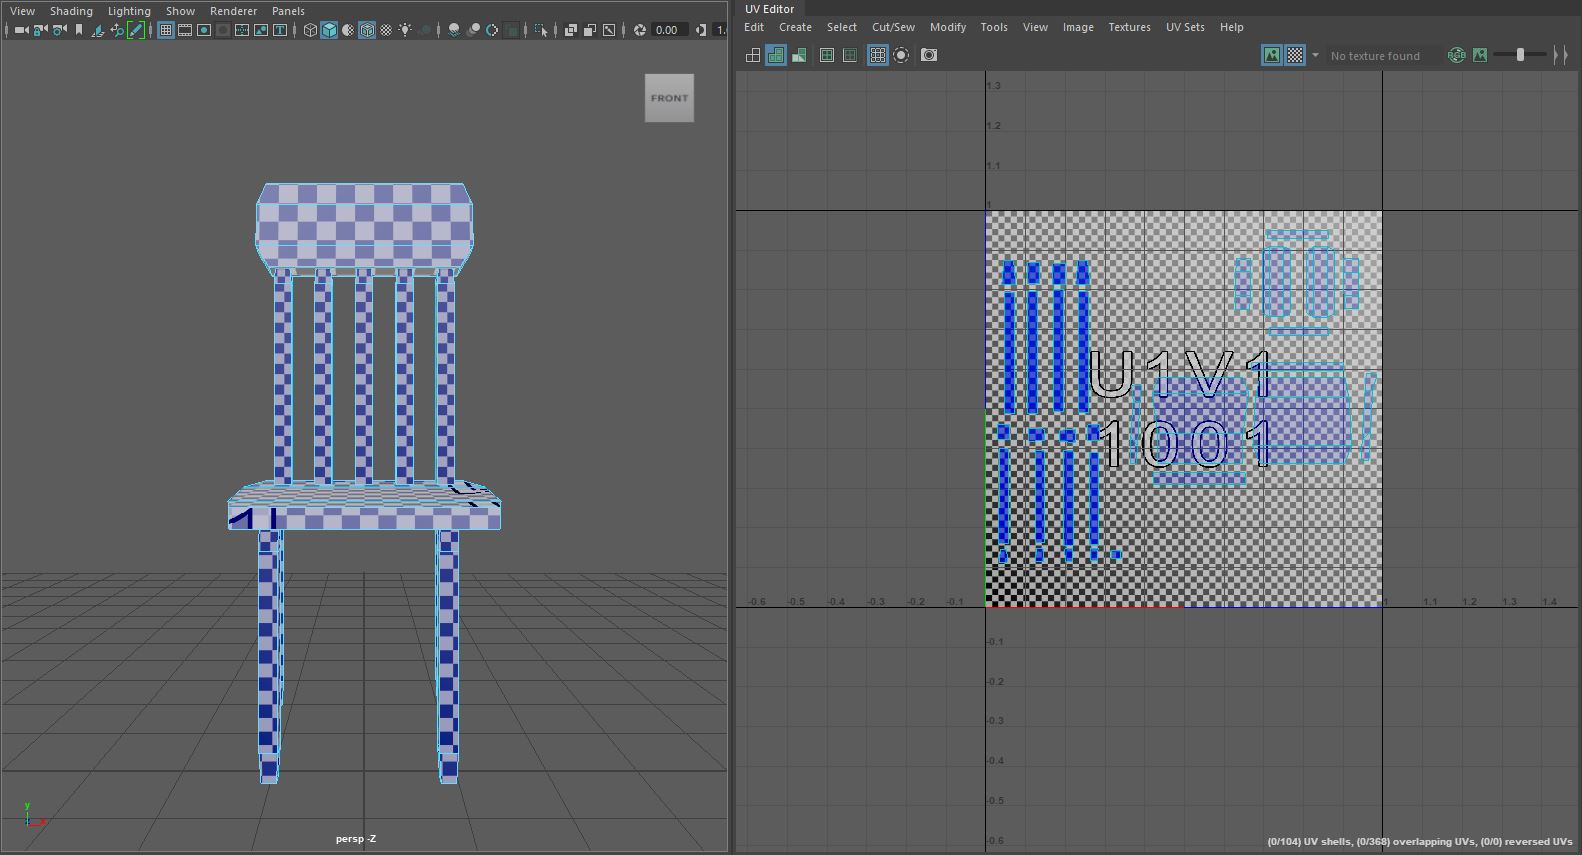 View Shading Lighting Show Renderer Panels
0.00
FRONT
persp -Z
y
x
UV Editor
Edit Create Select Cut/Sew Modify Tools View Image Textures UV Sets Help
No texture found
RGB
1.3
1.2
1.1
1
U1V1
1001
-0.6 -0.5 -0.4 -0.3 -0.2 -0.1 1 1.1 1.2 1.3 1.4
-0.1
-0.2
-0.3
-0.4
-0.5
-0.6
(0/104) UV shells, (0/368) overlapping UVs, (0/0) reversed UVs